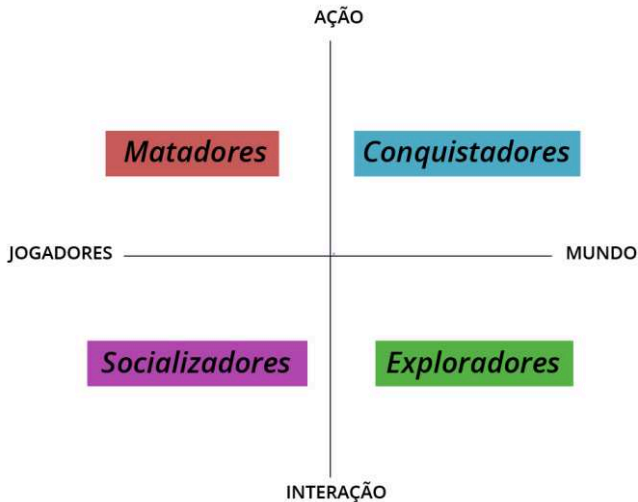 AÇÃO
Matadores
Conquistadores
JOGADORES
MUNDO
Socializadores
Exploradores
INTERAÇÃO